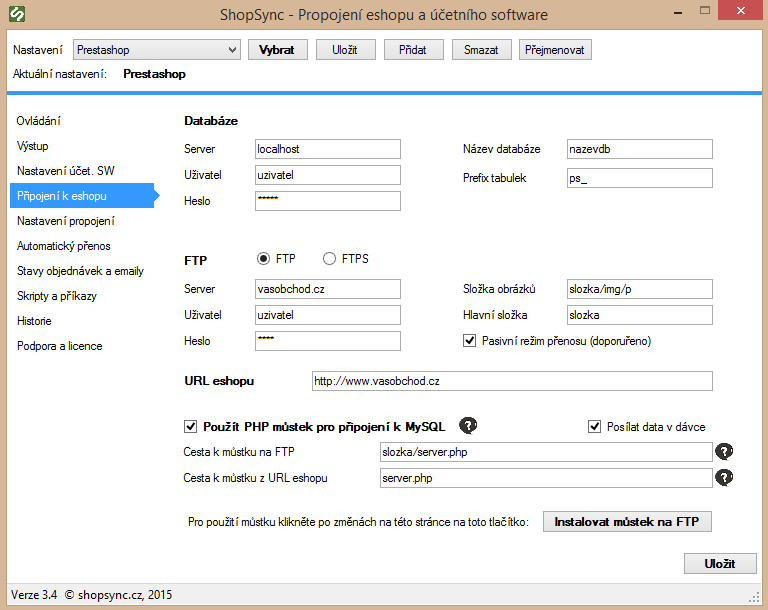 ShopSync - Propojení eshopu a účetního software
Nastavení Prestashop Vybrat Uložit Přidat Smazat Přejmenovat
Aktuální nastavení: Prestashop
Ovládání
Výstup
Nastavení účet. SW
Připojení k eshopu
Nastavení propojení
Automatický přenos
Stavy objednávek a emaily
Skripty a příkazy
Historie
Podpora a licence
Databáze
Server localhost Název databáze nazevdb
Uživatel uzivatel Prefix tabulek ps_
Heslo *****
FTP FTP FTPS
Server vasobchod.cz Složka obrázků slozka/img/p
Uživatel uzivatel Hlavní složka slozka
Heslo **** Pasivní režim přenosu (doporuřeno)
URL eshopu http://www.vasobchod.cz
Použít PHP můstek pro připojení k MySQL ? Posílat data v dávce
Cesta k můstku na FTP slozka/server.php ?
Cesta k můstku z URL eshopu server.php ?
Pro použití můstku klikněte po změnách na této stránce na toto tlačítko: Instalovat můstek na FTP
Uložit
Verze 3.4 © shopsync.cz, 2015